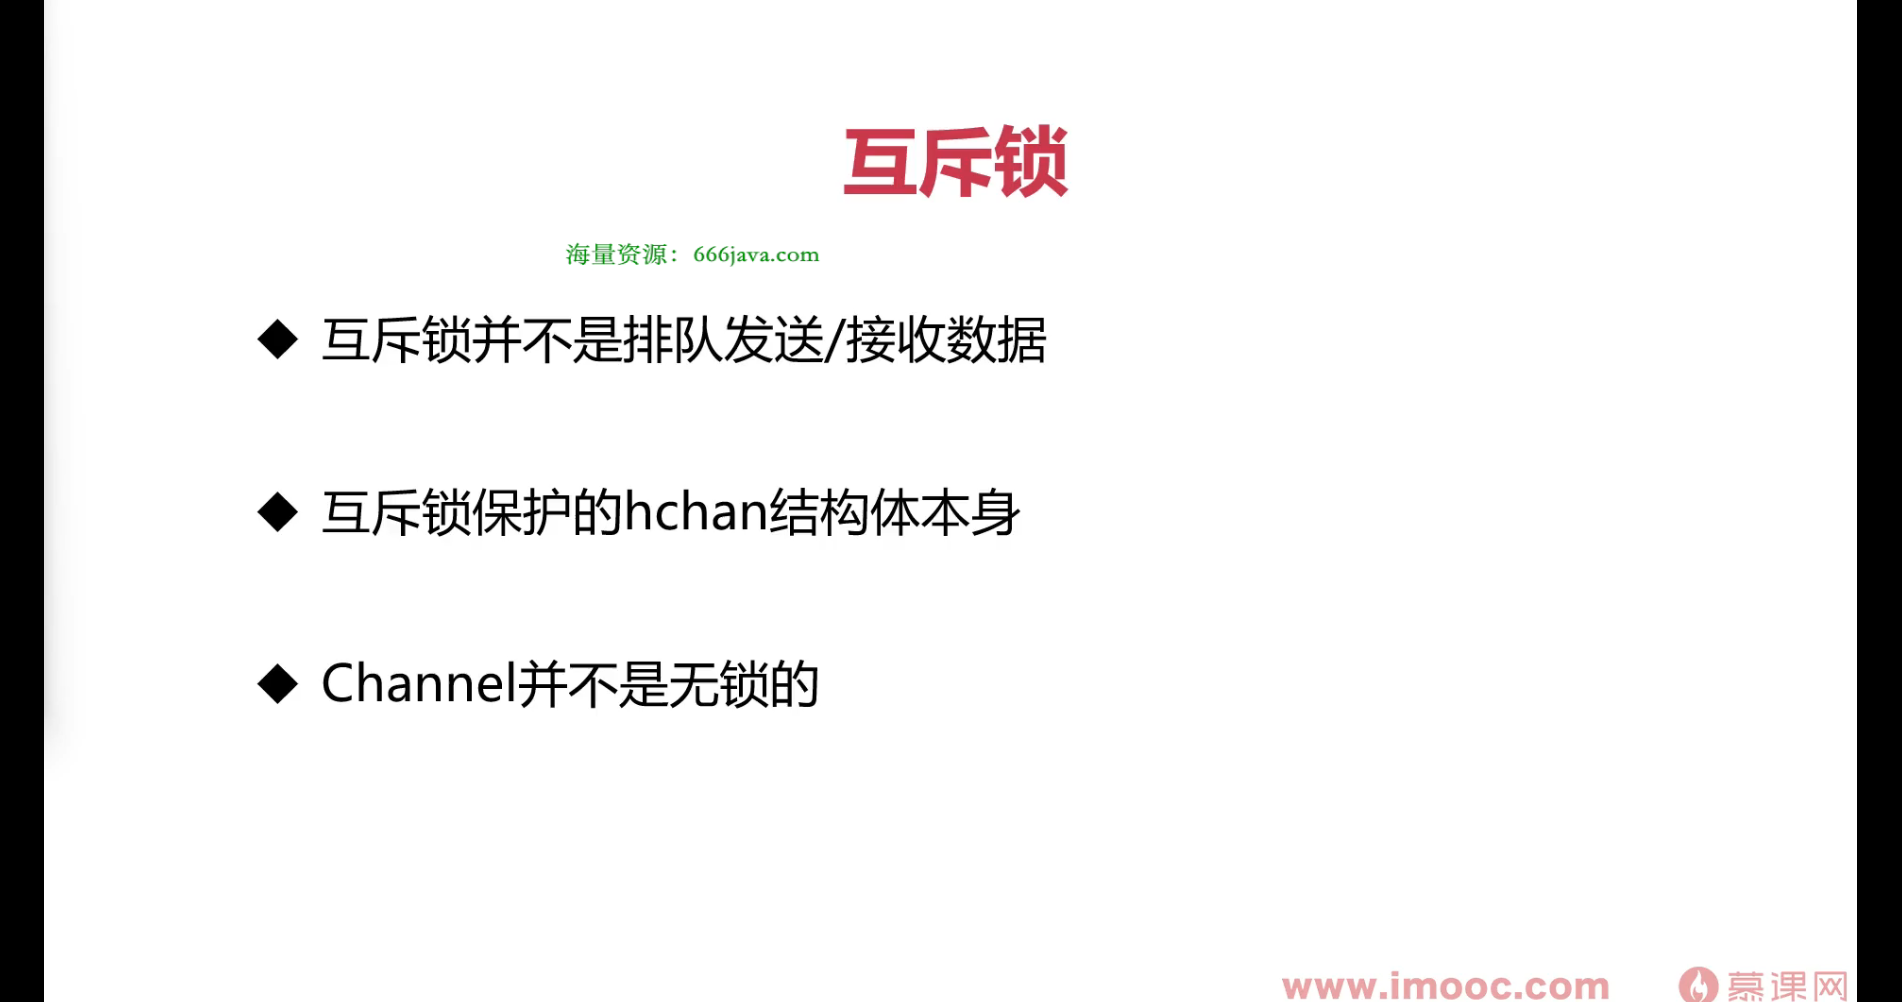 互斥锁
海量资源：666java.com
◆ 互斥锁并不是排队发送/接收数据
◆ 互斥锁保护的hchan结构体本身
◆ Channel并不是无锁的
www.imooc.com 慕课网